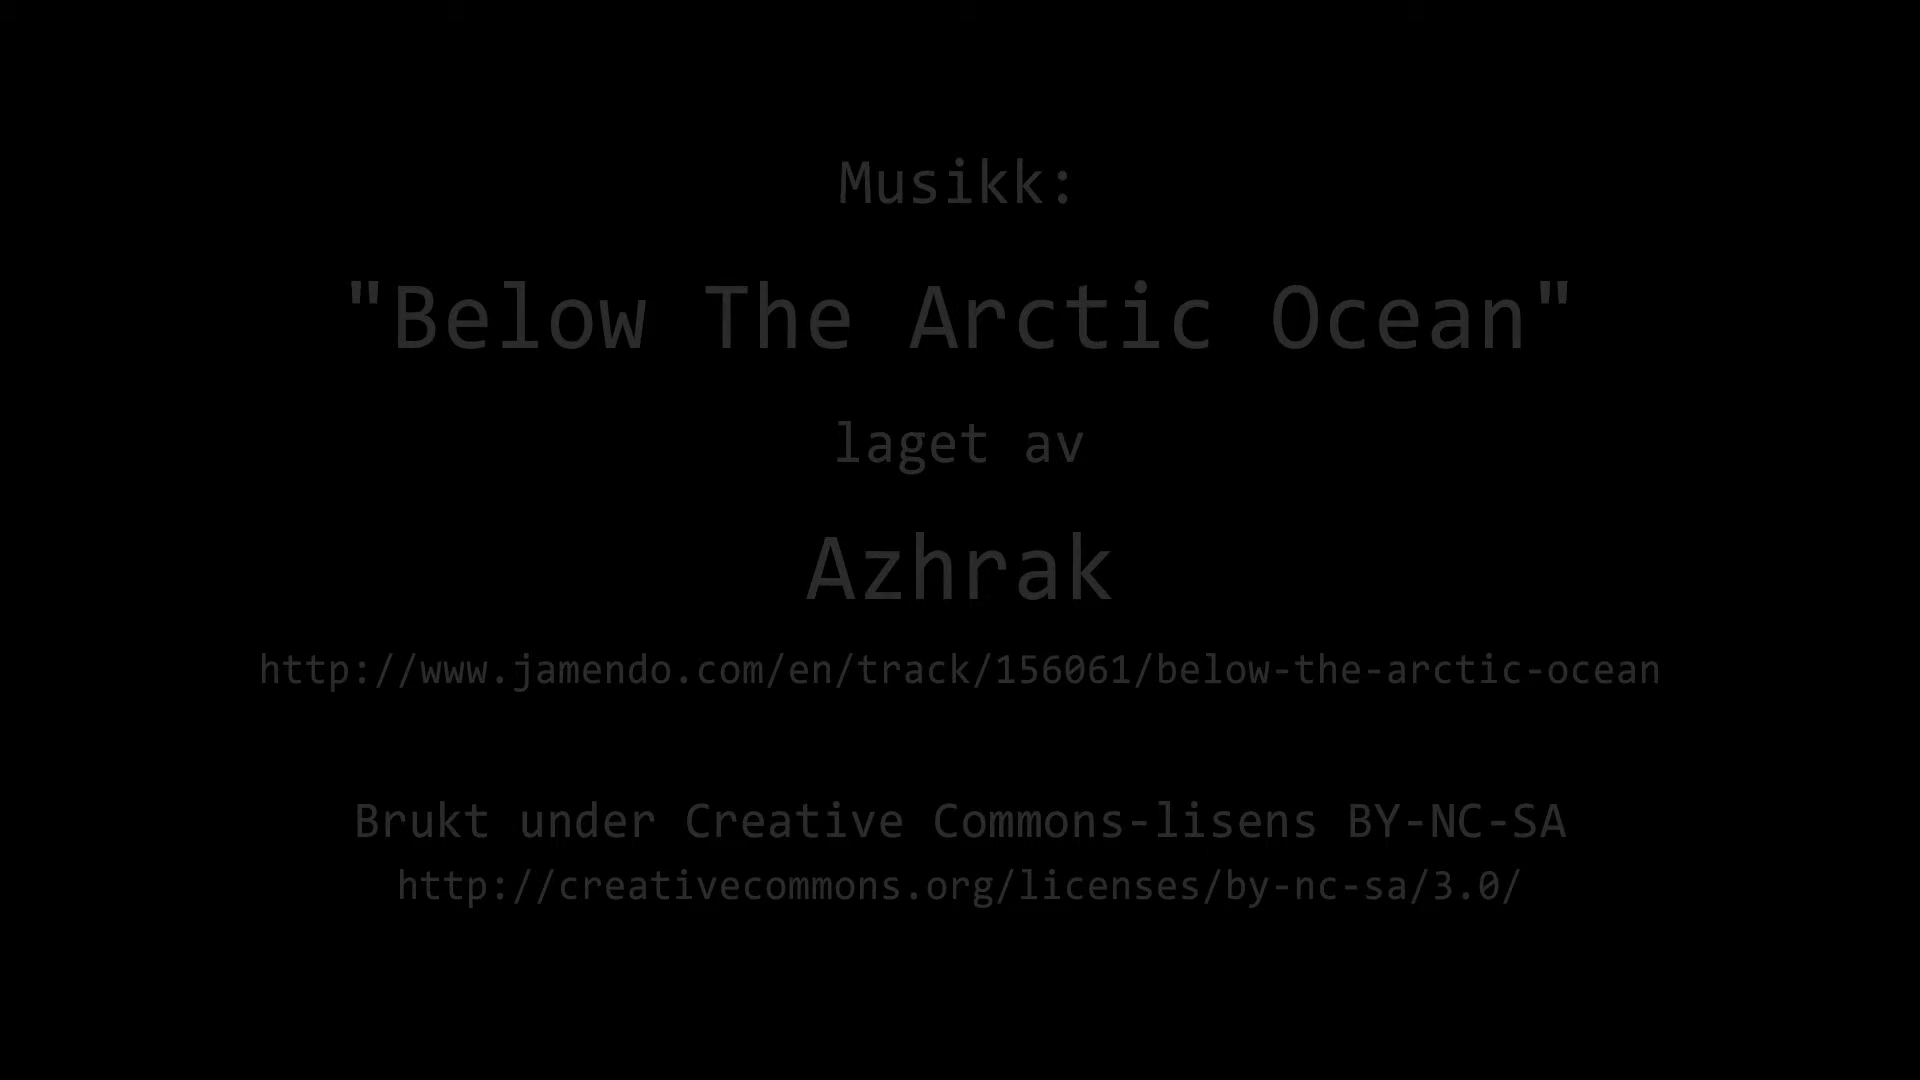 Musikk:
"Below The Arctic Ocean"
laget av
Azhrak
http://www.jamendo.com/en/track/156061/below-the-arctic-ocean
Brukt under Creative Commons-lisens BY-NC-SA
http://creativecommons.org/licenses/by-nc-sa/3.0/